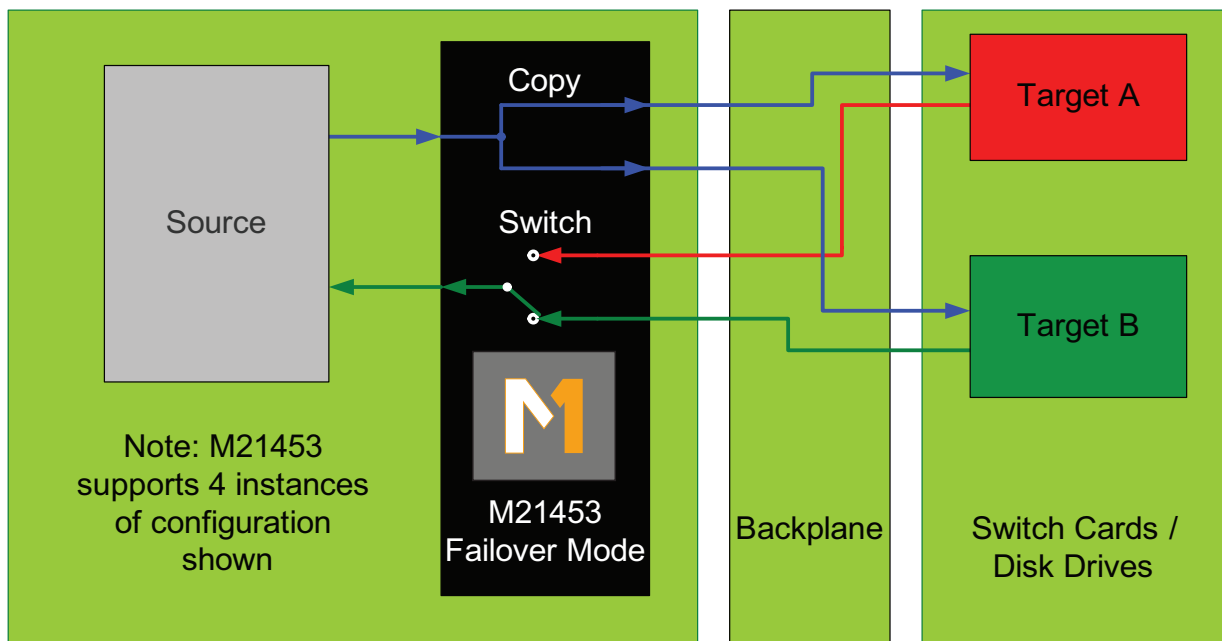 Copy
Target A
Source
Switch
Target B
Note: M21453
supports 4 instances
of configuration
shown
M21453
Failover Mode
Backplane
Switch Cards /
Disk Drives